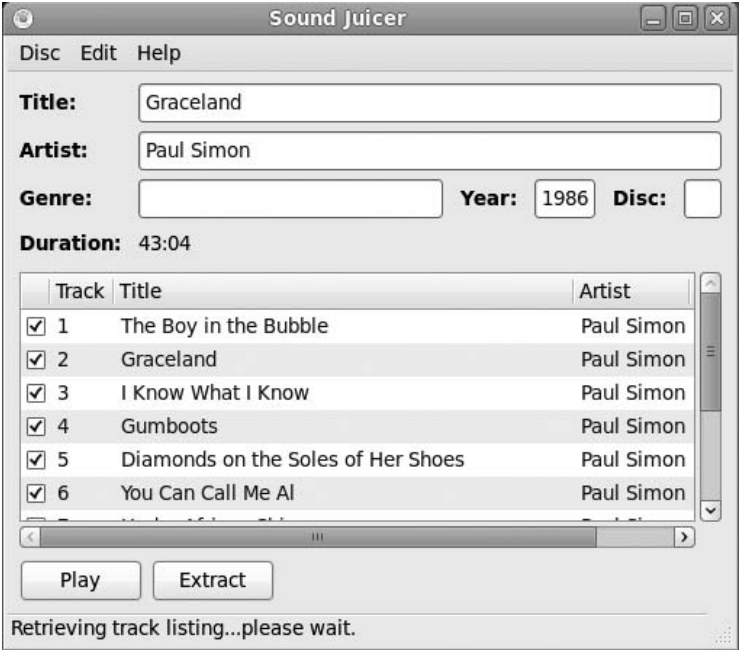 Sound Juicer
Disc Edit Help
Title: Graceland
Artist: Paul Simon
Genre: Year: 1986 Disc:
Duration: 43:04
Track Title Artist
1 The Boy in the Bubble Paul Simon
2 Graceland Paul Simon
3 I Know What I Know Paul Simon
4 Gumboots Paul Simon
5 Diamonds on the Soles of Her Shoes Paul Simon
6 You Can Call Me Al Paul Simon
Play Extract
Retrieving track listing...please wait.